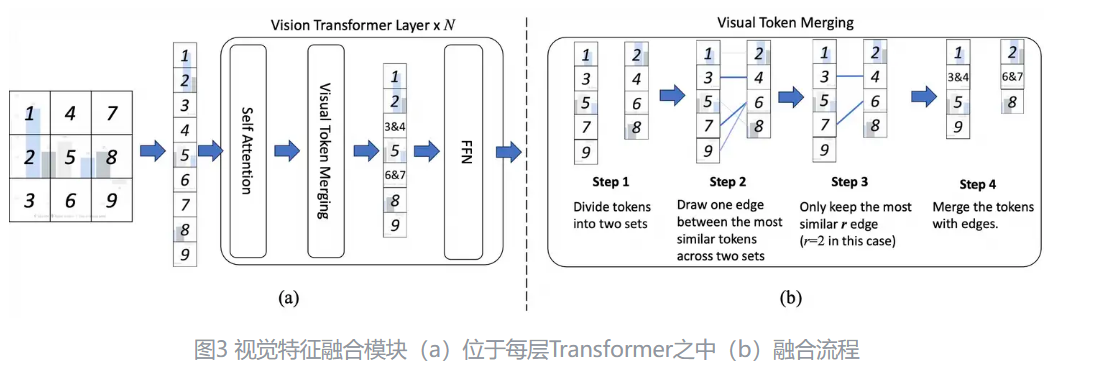 Vision Transformer Layer x N
1 4 7
2 5 8
3 6 9
1
2
3
4
5
6
7
8
9
Self Attention
Visual Token Merging
1
2
3&4
5
6&7
8
9
FFN
(a)
Visual Token Merging
1 2
3 4
5 6
7 8
9
Step 1
Divide tokens
into two sets
1 2
3 4
5 6
7 8
9
Step 2
Draw one edge
between the most
similar tokens
across two sets
1 2
3 4
5 6
7 8
9
Step 3
Only keep the most
similar r edge
(r=2 in this case)
1 2
3&4 6&7
5 8
9
Step 4
Merge the tokens
with edges.
(b)
图3 视觉特征融合模块（a）位于每层Transformer之中（b）融合流程